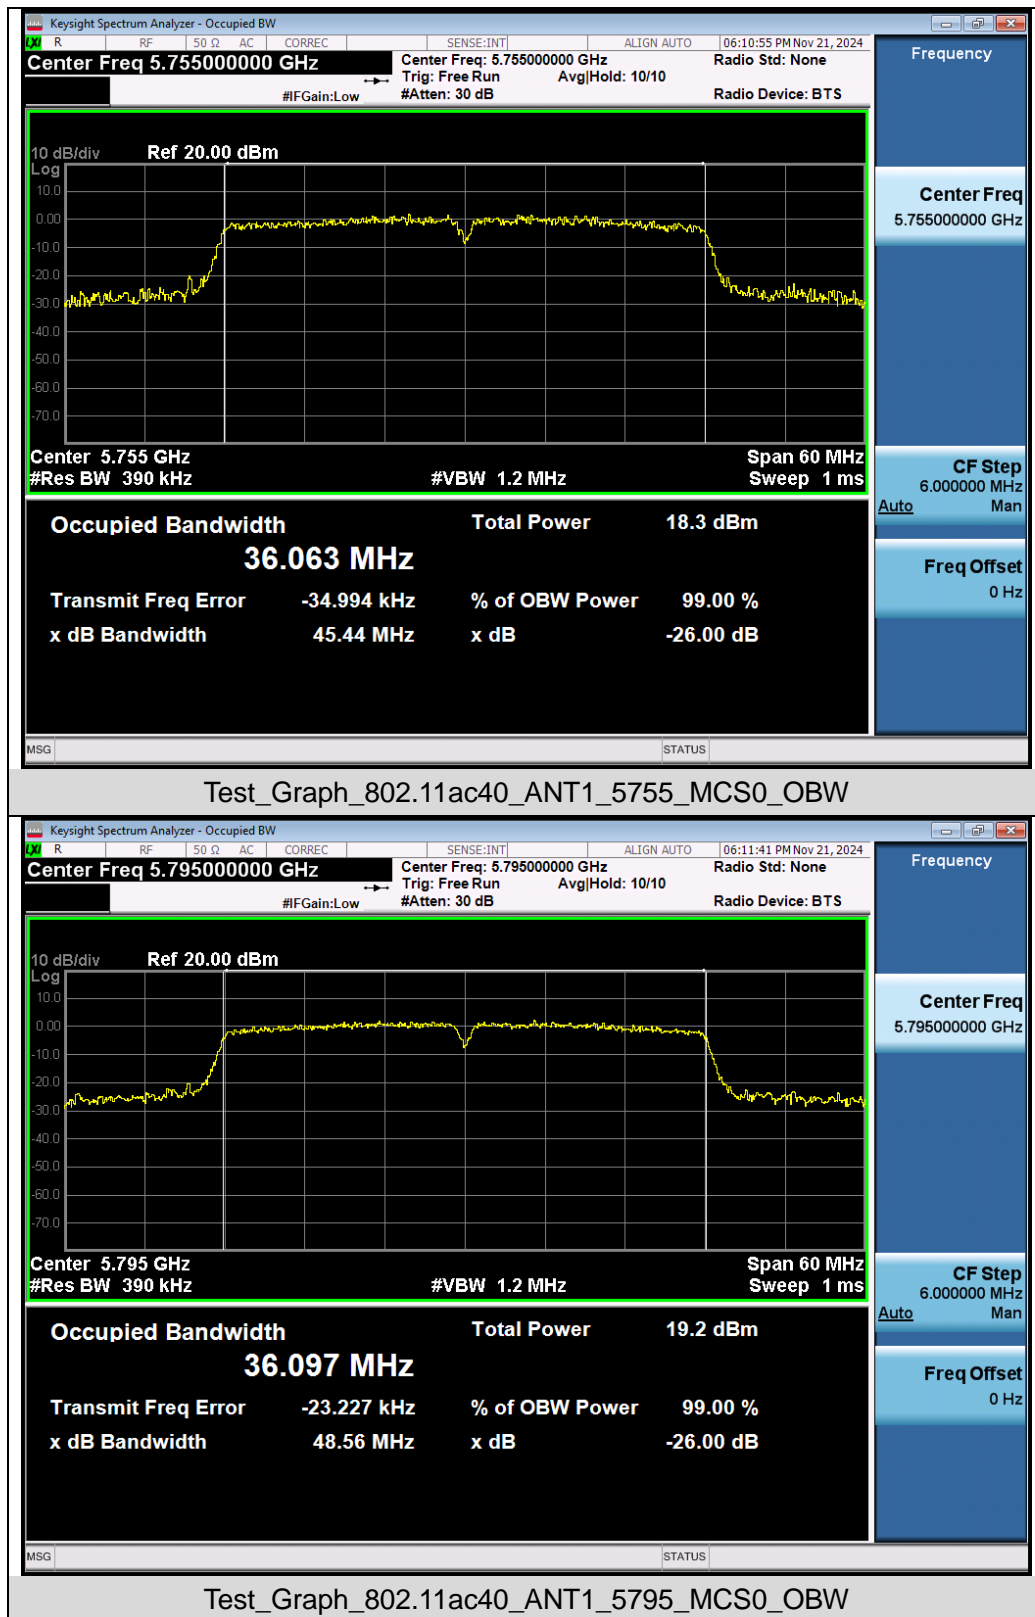 Keysight Spectrum Analyzer - Occupied BW
LXI R RF 50 Ω AC CORREC SENSE:INT ALIGN AUTO 06:10:55 PM Nov 21, 2024
Center Freq 5.755000000 GHz
Center Freq: 5.755000000 GHz
Radio Std: None
Trig: Free Run Avg|Hold: 10/10
#IFGain:Low #Atten: 30 dB Radio Device: BTS
Frequency
10 dB/div Ref 20.00 dBm
Log
10.0
0.00
-10.0
-20.0
-30.0
-40.0
-50.0
-60.0
-70.0
Center Freq
5.755000000 GHz
Center 5.755 GHz Span 60 MHz
#Res BW 390 kHz #VBW 1.2 MHz Sweep 1 ms
CF Step
6.000000 MHz
Auto Man
Occupied Bandwidth Total Power 18.3 dBm
36.063 MHz
Transmit Freq Error -34.994 kHz % of OBW Power 99.00 %
x dB Bandwidth 45.44 MHz x dB -26.00 dB
Freq Offset
0 Hz
MSG STATUS
Test_Graph_802.11ac40_ANT1_5755_MCS0_OBW
Keysight Spectrum Analyzer - Occupied BW
LXI R RF 50 Ω AC CORREC SENSE:INT ALIGN AUTO 06:11:41 PM Nov 21, 2024
Center Freq 5.795000000 GHz
Center Freq: 5.795000000 GHz
Radio Std: None
Trig: Free Run Avg|Hold: 10/10
#IFGain:Low #Atten: 30 dB Radio Device: BTS
Frequency
10 dB/div Ref 20.00 dBm
Log
10.0
0.00
-10.0
-20.0
-30.0
-40.0
-50.0
-60.0
-70.0
Center Freq
5.795000000 GHz
Center 5.795 GHz Span 60 MHz
#Res BW 390 kHz #VBW 1.2 MHz Sweep 1 ms
CF Step
6.000000 MHz
Auto Man
Occupied Bandwidth Total Power 19.2 dBm
36.097 MHz
Transmit Freq Error -23.227 kHz % of OBW Power 99.00 %
x dB Bandwidth 48.56 MHz x dB -26.00 dB
Freq Offset
0 Hz
MSG STATUS
Test_Graph_802.11ac40_ANT1_5795_MCS0_OBW